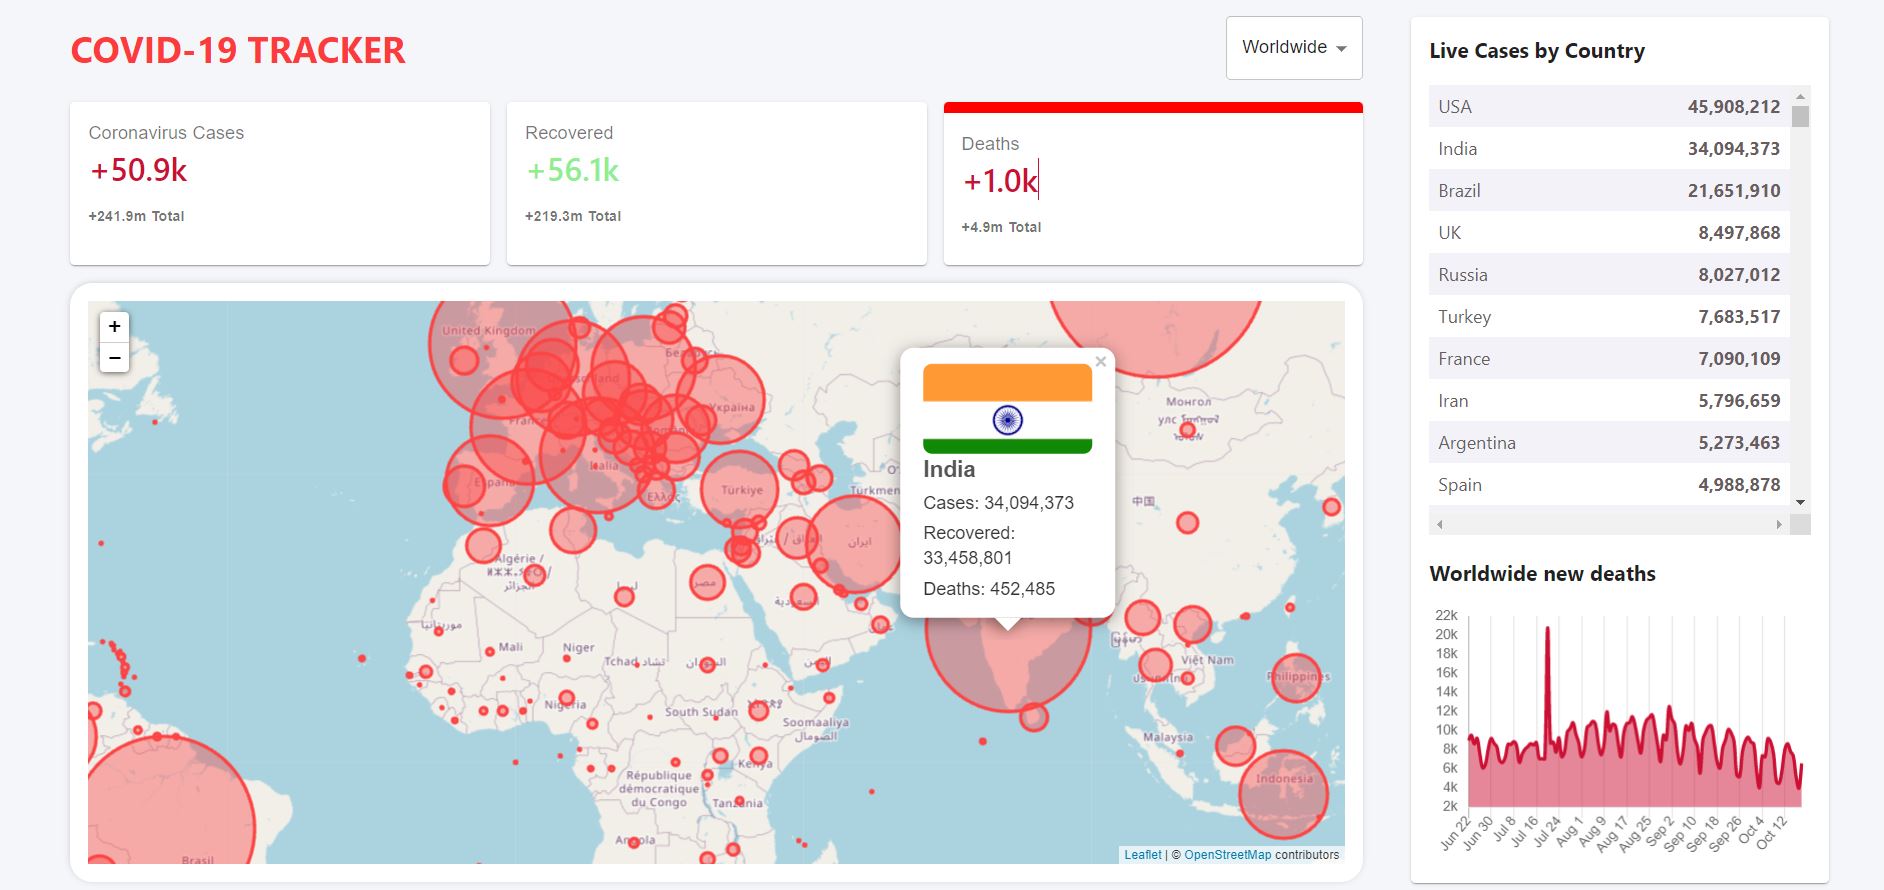 COVID-19 TRACKER
Worldwide
Coronavirus Cases
+50.9k
+241.9m Total
Recovered
+56.1k
+219.3m Total
Deaths
+1.0k
+4.9m Total
+
−
United Kingdom
France
España
Italia
Ελλάς
Türkiye
Україна
Монгол
улс
中国
ایران
India
Cases: 34,094,373
Recovered:
33,458,801
Deaths: 452,485
×
Algérie /
الجزائر
ليبيا
مصر
السعودية
موريتانيا
Mali
Niger
Tchad تشاد
السودان
اليمن
Nigeria
South Sudan
Soomaaliya
الصومال
Kenya
République
démocratique
du Congo
Tanzania
Angola
Brasil
Việt Nam
Philippines
Malaysia
Indonesia
Leaflet | © OpenStreetMap contributors
Live Cases by Country
USA 45,908,212
India 34,094,373
Brazil 21,651,910
UK 8,497,868
Russia 8,027,012
Turkey 7,683,517
France 7,090,109
Iran 5,796,659
Argentina 5,273,463
Spain 4,988,878
Worldwide new deaths
22k
20k
18k
16k
14k
12k
10k
8k
6k
4k
2k
Jun 22
Jun 30
Jul 8
Jul 16
Jul 24
Aug 1
Aug 9
Aug 17
Aug 25
Sep 2
Sep 10
Sep 18
Sep 26
Oct 4
Oct 12